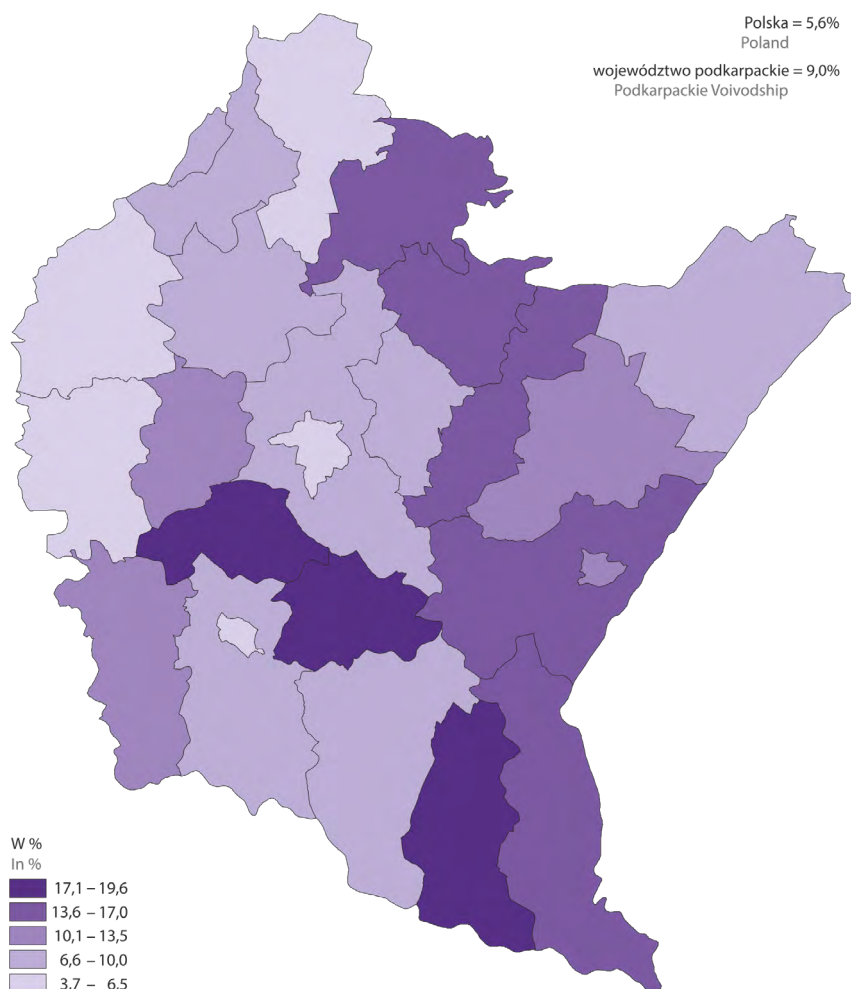 Polska = 5,6%
Poland
województwo podkarpackie = 9,0%
Podkarpackie Voivodship
W %
In %
17,1 – 19,6
13,6 – 17,0
10,1 – 13,5
6,6 – 10,0
3,7 – 6,5